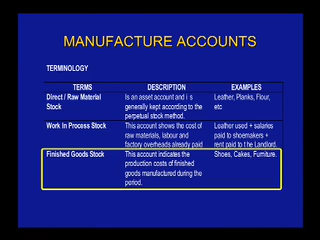 MANUFACTURE ACCOUNTS
TERMINOLOGY
TERMS DESCRIPTION EXAMPLES
Direct / Raw Material Is an asset account and i s Leather, Planks, Flour,
Stock generally kept according to the etc
perpetual stock method.
Work In Process Stock This account shows the cost of Leather used + salaries
raw materials, labour and paid to shoemakers +
factory overheads already paid rent paid to t he Landlord.
Finished Goods Stock This account indicates the Shoes, Cakes, Furniture.
production costs of finished
goods manufactured during the
period.